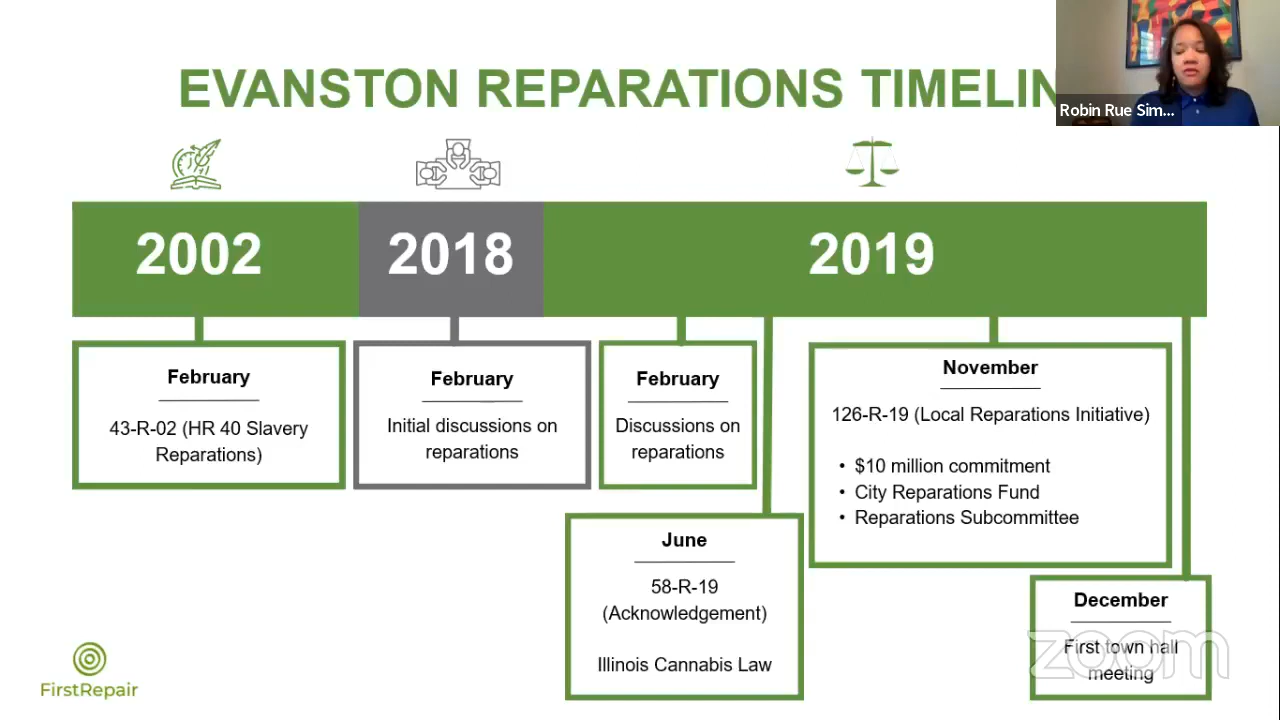 EVANSTON REPARATIONS TIMELIN
Robin Rue Sim...
2002
2018
2019
February
43-R-02 (HR 40 Slavery
Reparations)
February
Initial discussions on
reparations
February
Discussions on
reparations
June
58-R-19
(Acknowledgement)
Illinois Cannabis Law
November
126-R-19 (Local Reparations Initiative)
• $10 million commitment
• City Reparations Fund
• Reparations Subcommittee
December
First town hall
meeting
zoom
FirstRepair